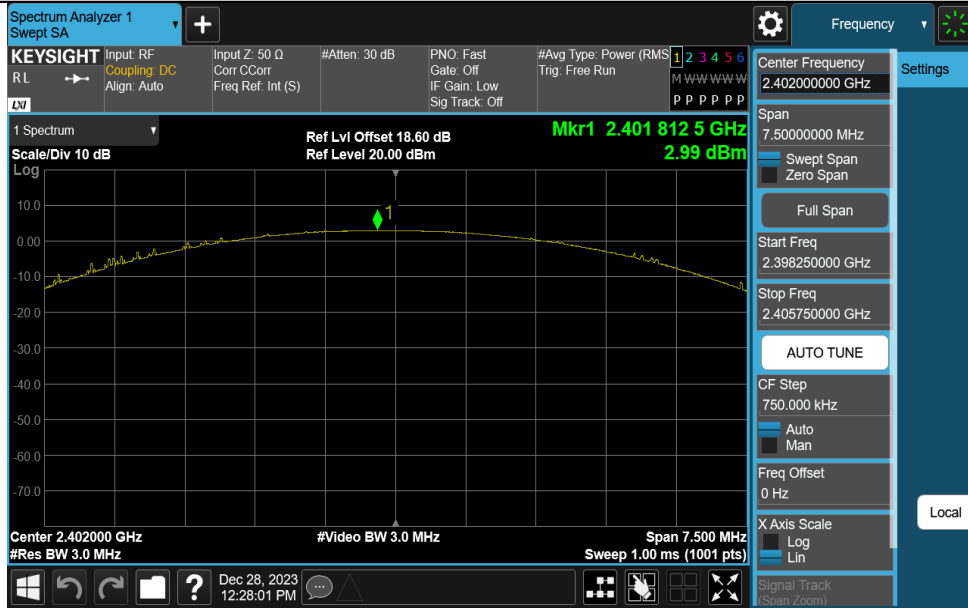 Spectrum Analyzer 1
Swept SA
+
Frequency
KEYSIGHT
RL
LXI
Input: RF
Coupling: DC
Align: Auto
Input Z: 50 Ω
Corr CCorr
Freq Ref: Int (S)
#Atten: 30 dB
PNO: Fast
Gate: Off
IF Gain: Low
Sig Track: Off
#Avg Type: Power (RMS
Trig: Free Run
1 2 3 4 5 6
M W W W W W
P P P P P P
1 Spectrum
Scale/Div 10 dB
Log
Ref Lvl Offset 18.60 dB
Ref Level 20.00 dBm
Mkr1 2.401 812 5 GHz
2.99 dBm
1
10.0
0.00
-10.0
-20.0
-30.0
-40.0
-50.0
-60.0
-70.0
Center 2.402000 GHz
#Res BW 3.0 MHz
#Video BW 3.0 MHz
Span 7.500 MHz
Sweep 1.00 ms (1001 pts)
?
Dec 28, 2023
12:28:01 PM
Center Frequency
2.402000000 GHz
Span
7.50000000 MHz
Swept Span
Zero Span
Full Span
Start Freq
2.398250000 GHz
Stop Freq
2.405750000 GHz
AUTO TUNE
CF Step
750.000 kHz
Auto
Man
Freq Offset
0 Hz
X Axis Scale
Log
Lin
Signal Track
(Span Zoom)
Settings
Local